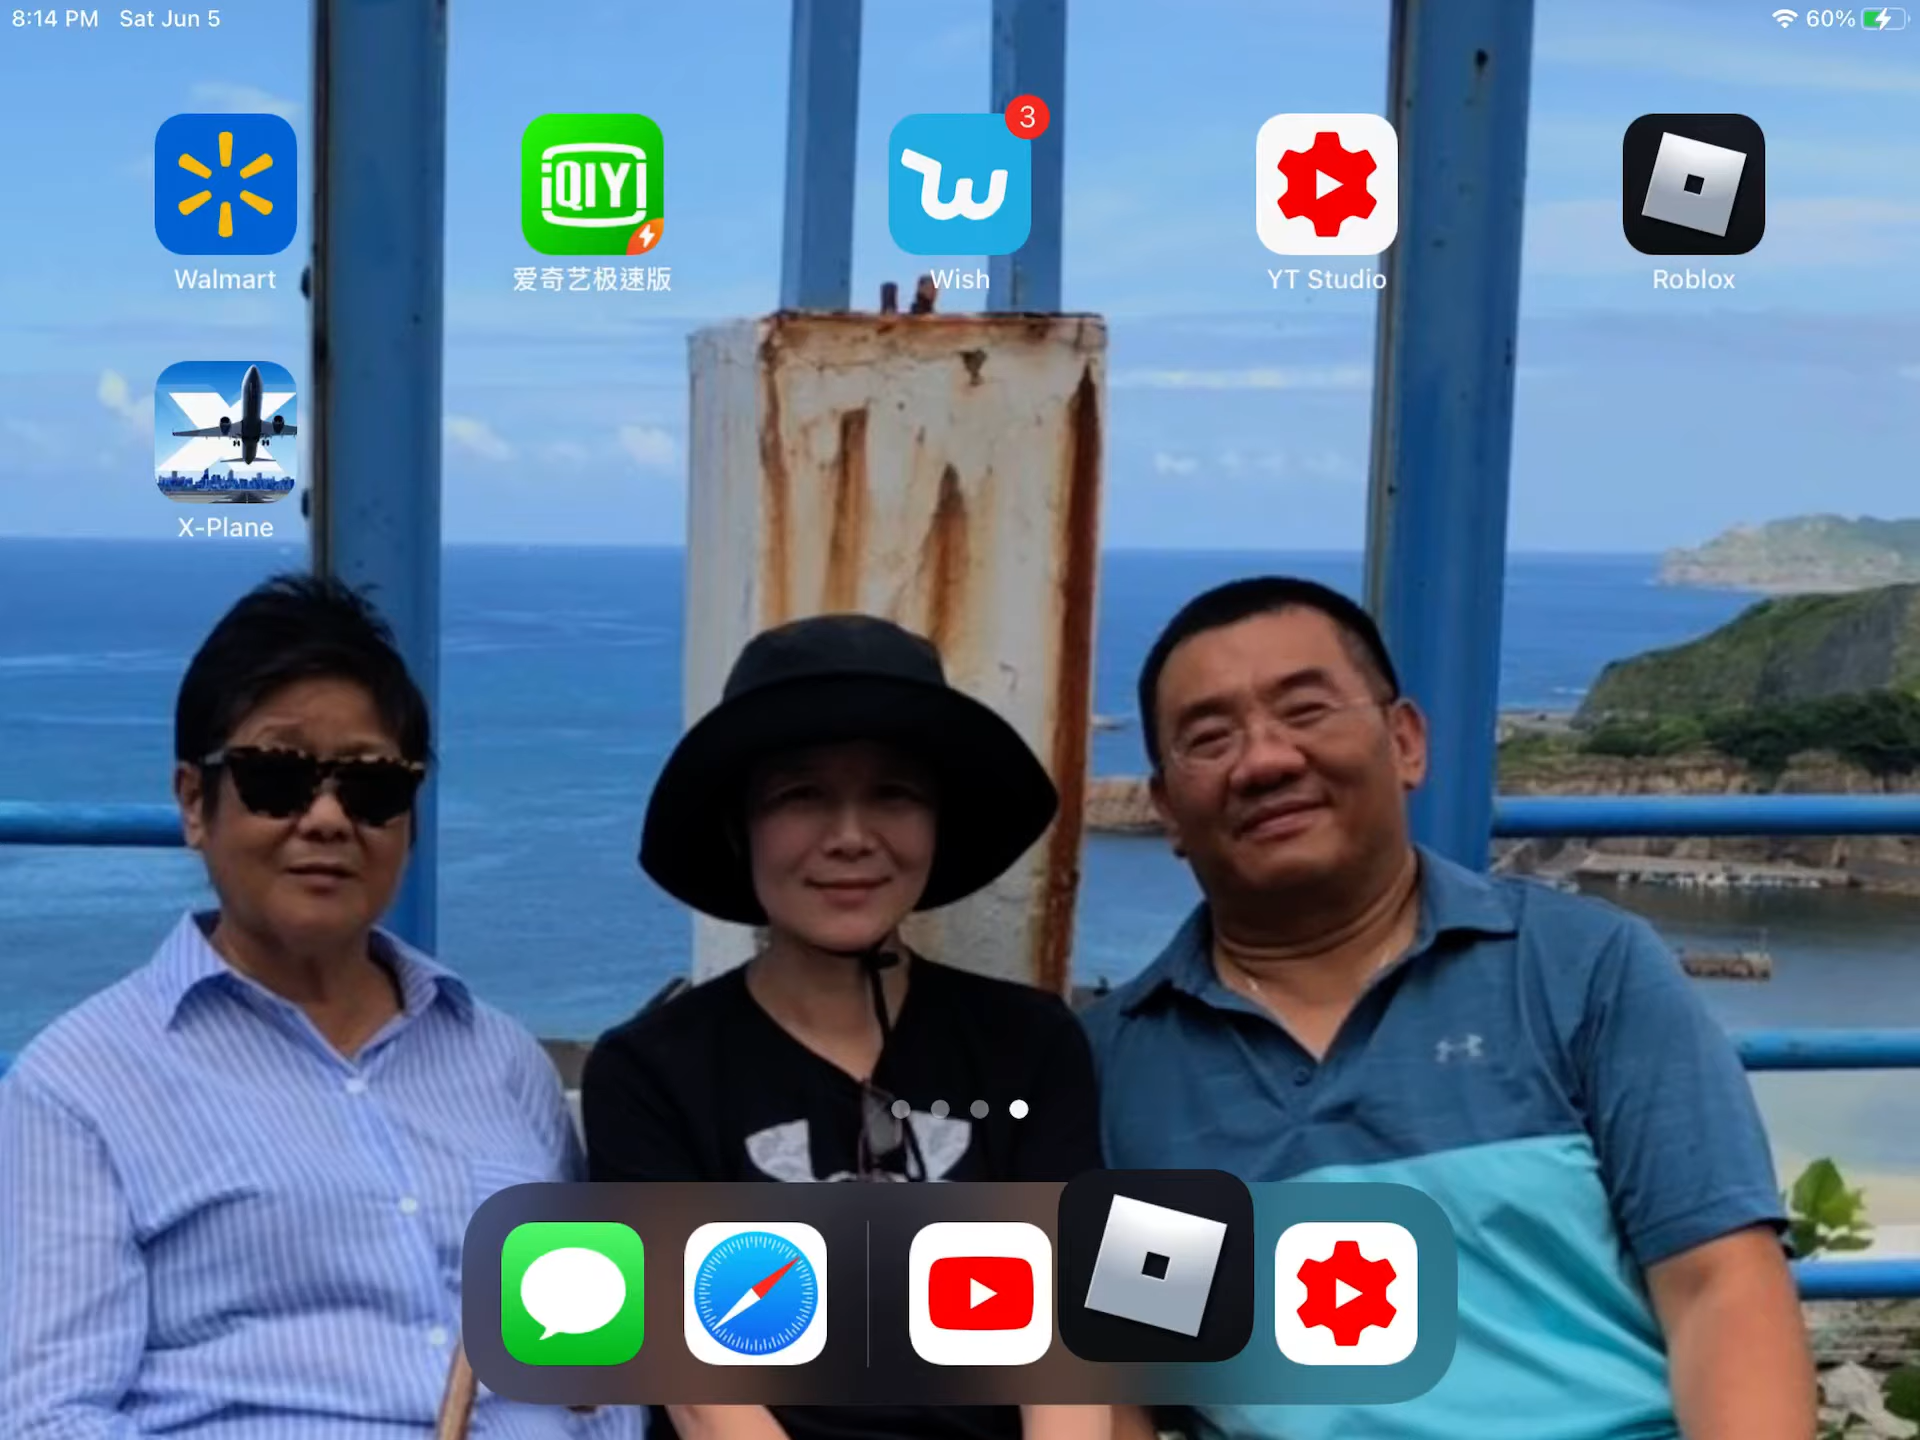 8:14 PM Sat Jun 5
60%
3
iQIYI
Walmart
爱奇艺极速版
Wish
YT Studio
Roblox
X-Plane